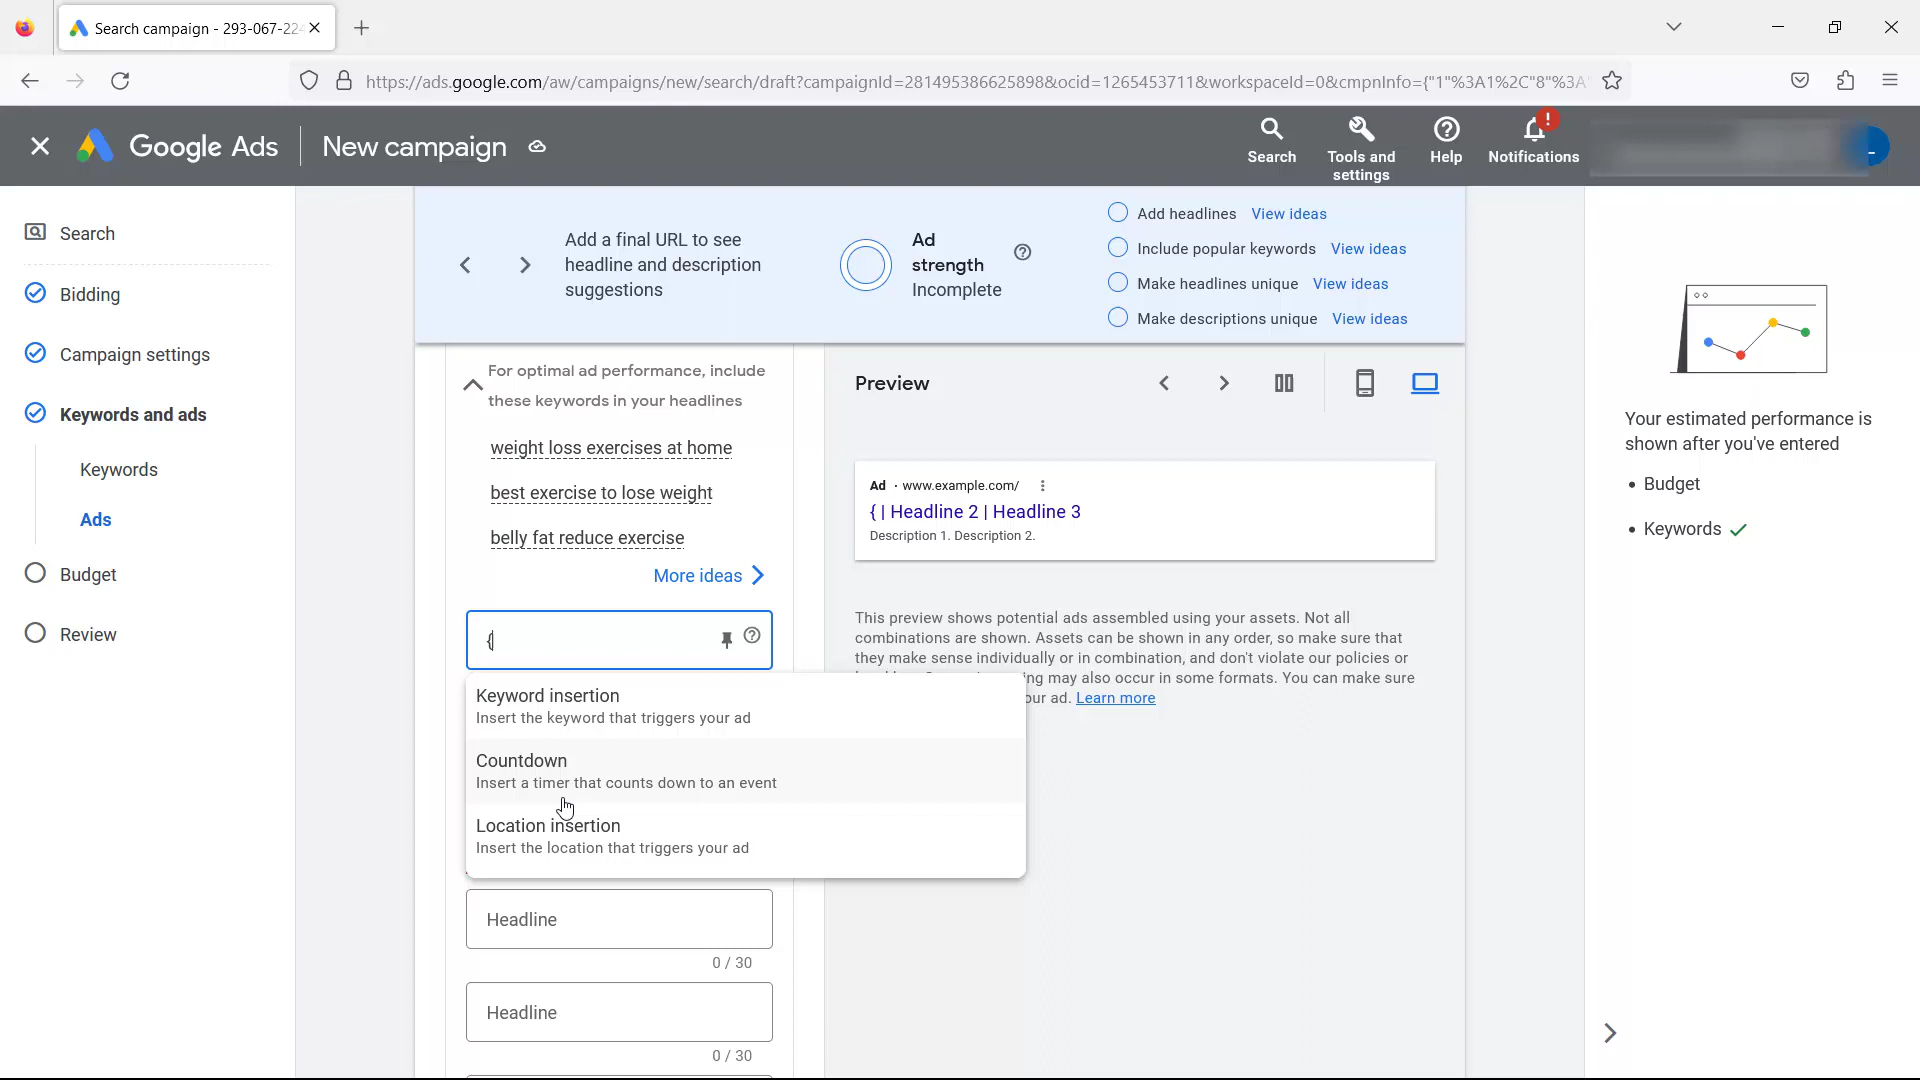 Search campaign - 293-067-224
https://ads.google.com/aw/campaigns/new/search/draft?campaignId=281495386625898&ocid=1265453711&workspaceId=0&cmpnInfo={"1"%3A1%2C"8"%3A"
Google Ads
New campaign
Search
Tools and settings
Help
Notifications
!
Search
Bidding
Campaign settings
Keywords and ads
Keywords
Ads
Budget
Review
Add a final URL to see
headline and description
suggestions
Ad
strength
Incomplete
Add headlines View ideas
Include popular keywords View ideas
Make headlines unique View ideas
Make descriptions unique View ideas
For optimal ad performance, include
these keywords in your headlines
weight loss exercises at home
best exercise to lose weight
belly fat reduce exercise
More ideas
{
Keyword insertion
Insert the keyword that triggers your ad
Countdown
Insert a timer that counts down to an event
Location insertion
Insert the location that triggers your ad
Headline
0 / 30
Headline
0 / 30
Preview
Ad · www.example.com/
{ | Headline 2 | Headline 3
Description 1. Description 2.
This preview shows potential ads assembled using your assets. Not all
combinations are shown. Assets can be shown in any order, so make sure that
they make sense individually or in combination, and don't violate our policies or
ing may also occur in some formats. You can make sure
our ad. Learn more
Your estimated performance is
shown after you've entered
• Budget
• Keywords